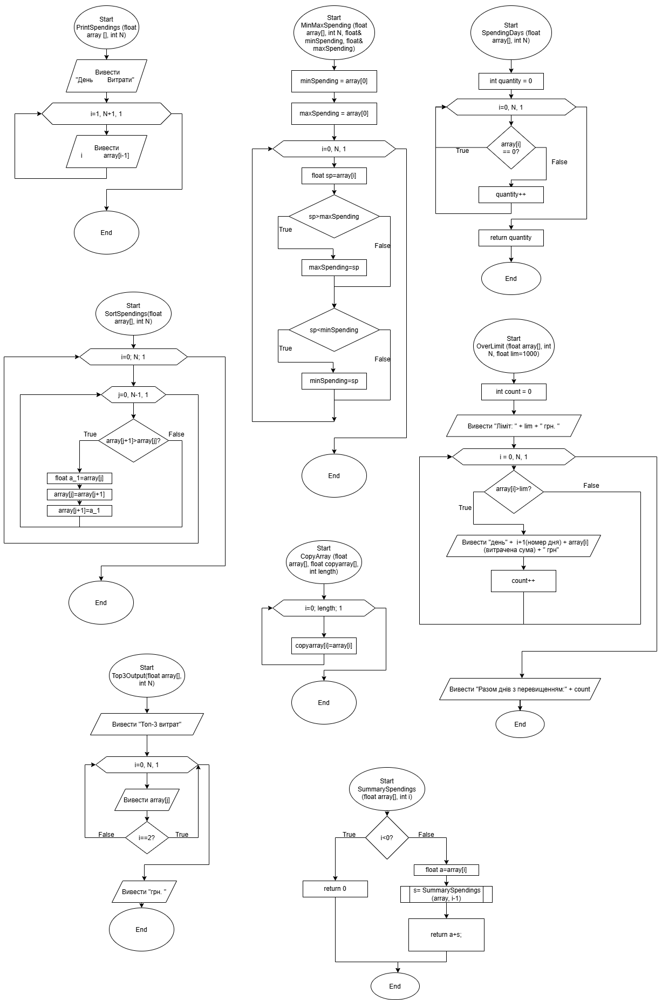 Start
PrintSpendings (float
array [], int N)
Вивести
"День Витрати"
i=1, N+1, 1
Вивести
i array[i-1]
End
Start
MinMaxSpending (float
array[], int N, float&
minSpending, float&
maxSpending)
minSpending = array[0]
maxSpending = array[0]
i=0, N, 1
float sp=array[i]
sp>maxSpending
True
False
maxSpending=sp
sp<minSpending
True
False
minSpending=sp
End
Start
SpendingDays (float
array[], int N)
int quantity = 0
i=0, N, 1
array[i]
== 0?
True
False
quantity++
return quantity
End
Start
SortSpendings(float
array[], int N)
i=0; N; 1
j=0, N-1, 1
True
False
array[j+1]>array[j]?
float a_1=array[j]
array[j]=array[j+1]
array[j+1]=a_1
End
Start
OverLimit (float array[], int
N, float lim=1000)
int count = 0
Вивести "Ліміт: " + lim + " грн. "
i = 0, N, 1
array[i]>lim?
False
True
Вивести "день" + i+1(номер дня) + array[i]
(витрачена сума) + " грн"
count++
Вивести "Разом днів з перевищенням:" + count
End
Start
CopyArray (float
array[], float copyarray[],
int length)
i=0; length; 1
copyarray[i]=array[i]
End
Start
Top3Output(float array[],
int N)
Вивести "Топ-3 витрат"
i=0, N, 1
Вивести array[j]
False
i==2?
True
Вивести "грн. "
End
Start
SummarySpendings
(float array[], int i)
True
i<0?
False
float a=array[i]
return 0
s= SummarySpendings
(array, i-1)
return a+s;
End